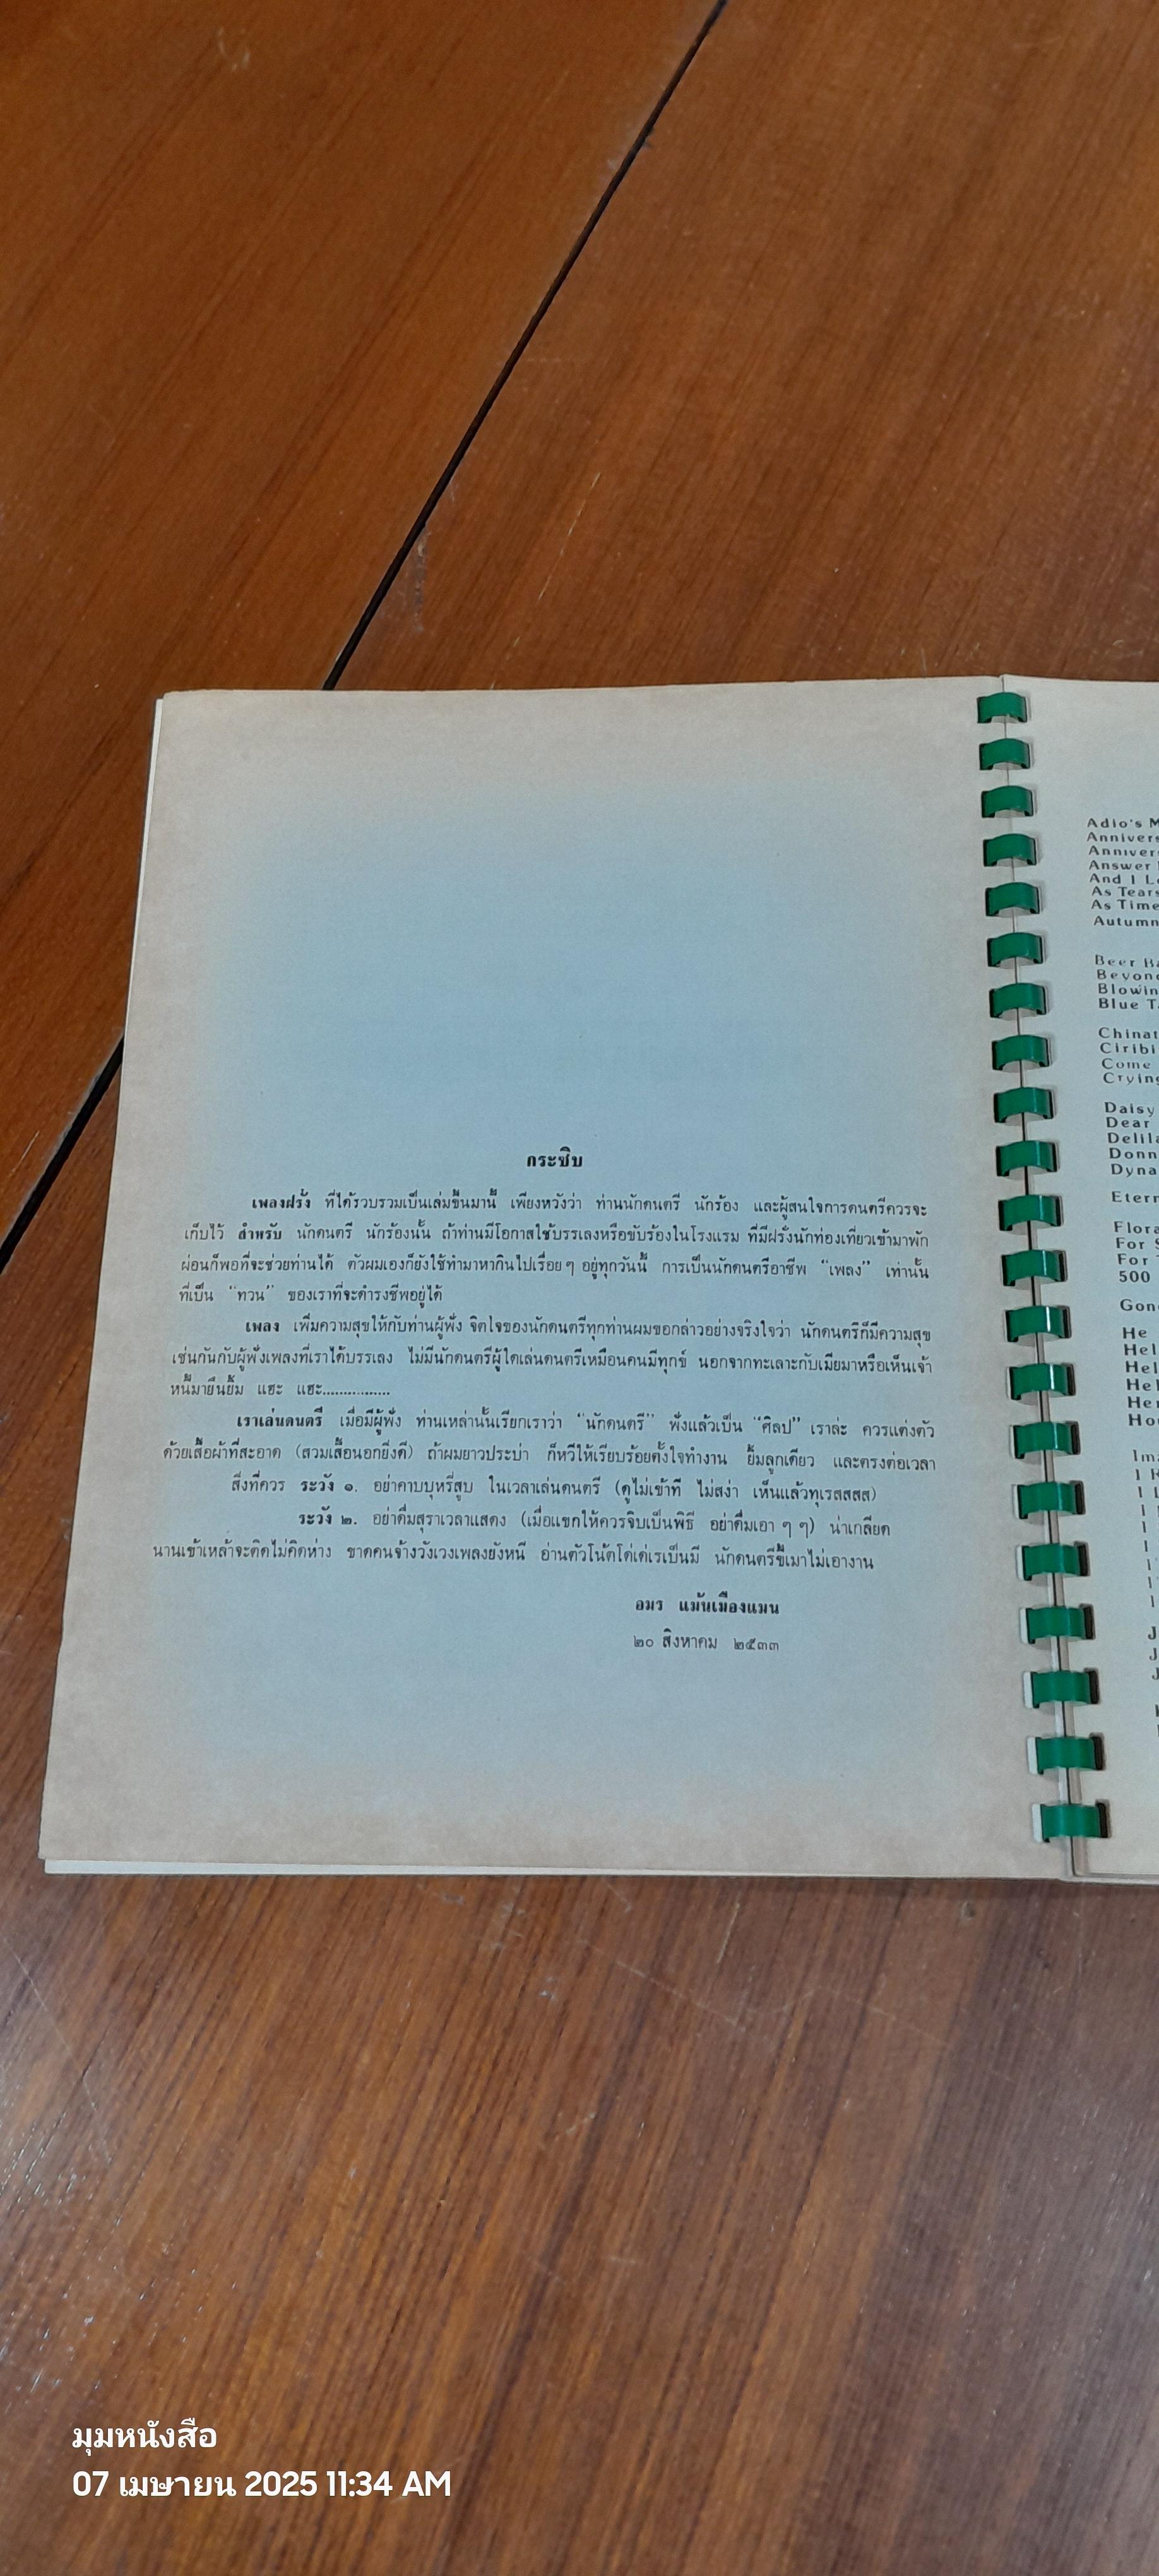 กระซิบ
เพลงฝรั่ง ที่ได้รวบรวมเป็นเล่มขึ้นมานี้ เพียงหวังว่า ท่านนักดนตรี นักร้อง และผู้สนใจการดนตรีควรจะ
เก็บไว้ สำหรับ นักดนตรี นักร้องนั้น ถ้าท่านมีโอกาสใช้บรรเลงหรือขับร้องในโรงแรม ที่มีฝรั่งนักท่องเที่ยวเข้ามาพัก
ผ่อนก็พอที่จะช่วยท่านได้ ตัวผมเองก็ยังใช้ทำมาหากินไปเรื่อย ๆ อยู่ทุกวันนี้ การเป็นนักดนตรีอาชีพ “เพลง” เท่านั้น
ที่เป็น “ทวน” ของเราที่จะดำรงชีพอยู่ได้
เพลง เพิ่มความสุขให้กับท่านผู้ฟัง จิตใจของนักดนตรีทุกท่านผมขอกล่าวอย่างจริงใจว่า นักดนตรีก็มีความสุข
เช่นกันกับผู้ฟังเพลงที่เราได้บรรเลง ไม่มีนักดนตรีผู้ใดเล่นดนตรีเหมือนคนมีทุกข์ นอกจากทะเลาะกับเมียมาหรือเห็นเจ้า
หนี้มายืนยิ้ม แฮะ แฮะ................
เราเล่นดนตรี เมื่อมีผู้ฟัง ท่านเหล่านั้นเรียกเราว่า “นักดนตรี” ฟังแล้วเป็น “ศิลป” เราล่ะ ควรแต่งตัว
ด้วยเสื้อผ้าที่สะอาด (สวมเสื้อนอกยิ่งดี) ถ้าผมยาวประบ่า ก็หวีให้เรียบร้อยตั้งใจทำงาน ยิ้มลูกเดียว และตรงต่อเวลา
สิ่งที่ควร ระวัง ๑. อย่าคาบบุหรี่สูบ ในเวลาเล่นดนตรี (ดูไม่เข้าที ไม่สง่า เห็นแล้วทุเรสสสส)
ระวัง ๒. อย่าดื่มสุราเวลาแสดง (เมื่อแขกให้ควรจิบเป็นพิธี อย่าดื่มเอา ๆ ๆ) น่าเกลียด
นานเข้าเหล้าจะติดไม่คิดห่าง ขาดคนจ้างวังเวงเพลงยังหนี อ่านตัวโน้ตโด่เด่เรเป็นมี นักดนตรีขี้เมาไม่เอางาน
อมร แม้นเมืองแมน
๒๐ สิงหาคม ๒๕๓๓
Adio's M
Annivers
Annivers
Answer
And I Lo
As Tears
As Time
Autumn
Beer Ba
Beyond
Blowin
Blue T
Chinat
Ciribi
Come
Crying
Daisy
Dear
Delila
Donn
Dyna
Etern
Flora
For S
For T
500
Gone
He
Hel
Hel
Hel
Her
Hou
Ima
มุมหนังสือ
07 เมษายน 2025 11:34 AM